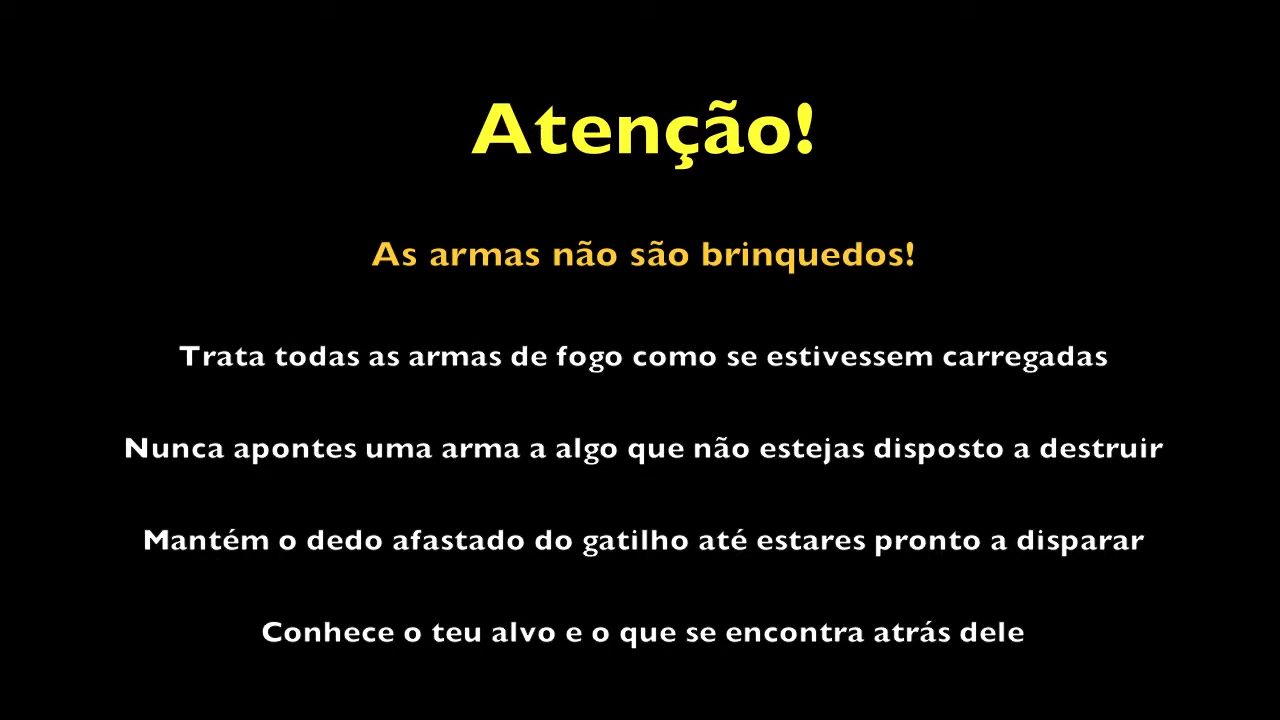 Atenção!
As armas não são brinquedos!
Trata todas as armas de fogo como se estivessem carregadas
Nunca apontes uma arma a algo que não estejas disposto a destruir
Mantém o dedo afastado do gatilho até estares pronto a disparar
Conhece o teu alvo e o que se encontra atrás dele